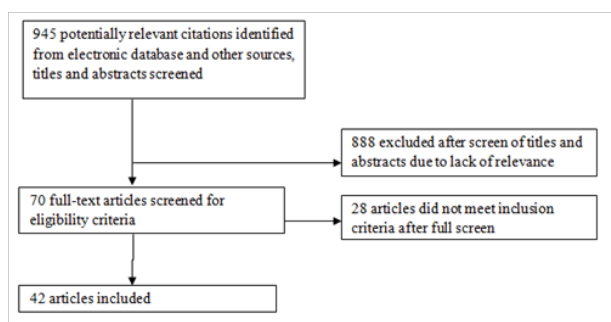 945 potentially relevant citations identified
from electronic database and other sources,
titles and abstracts screened
888 excluded after screen of titles and
abstracts due to lack of relevance
70 full-text articles screened for
eligibility criteria
28 articles did not meet inclusion
criteria after full screen
42 articles included